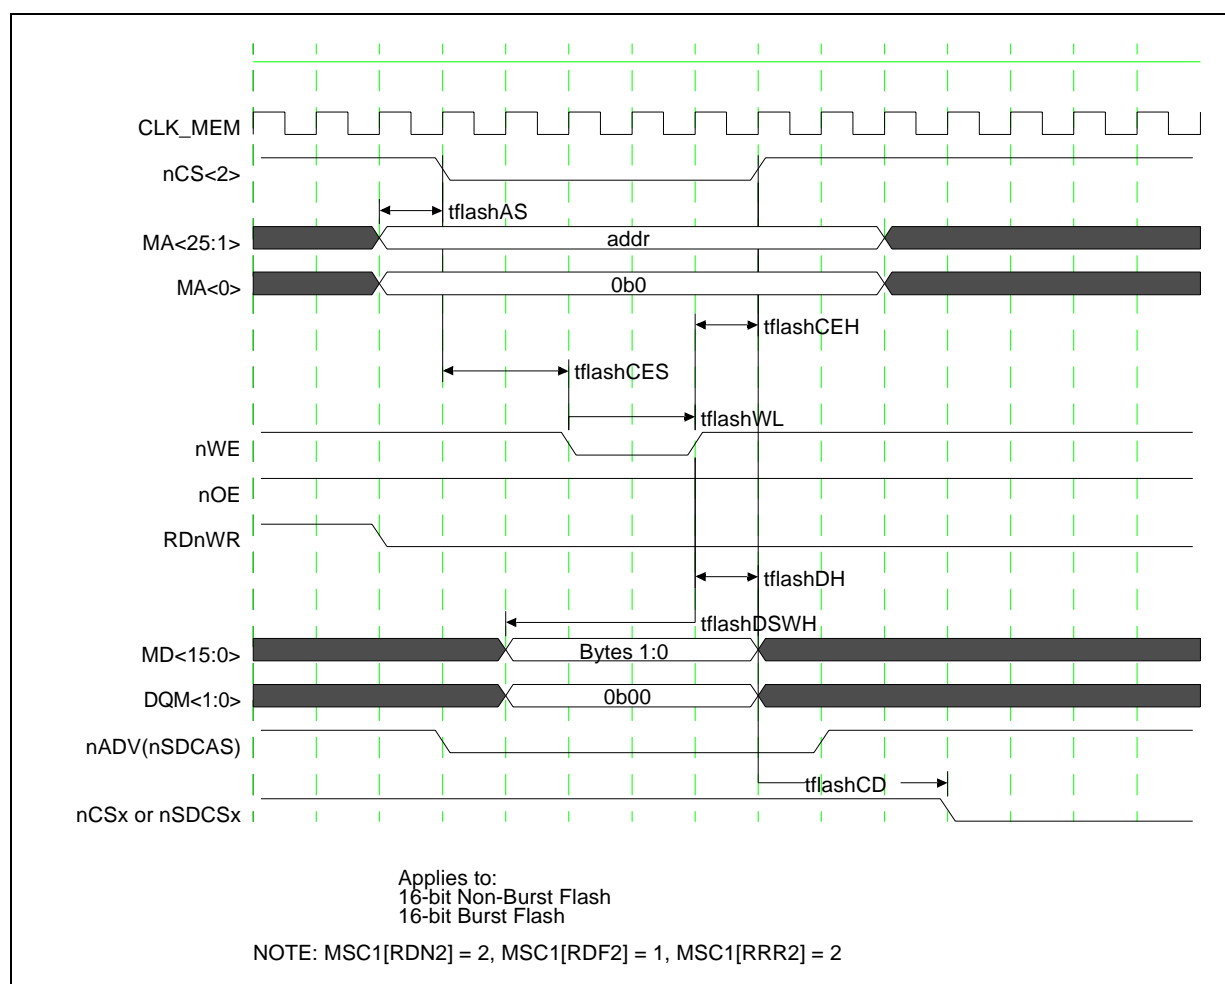 CLK_MEM
nCS<2>
tflashAS
MA<25:1>
addr
MA<0>
0b0
tflashCEH
tflashCES
tflashWL
nWE
nOE
RDnWR
tflashDH
tflashDSWH
MD<15:0>
Bytes 1:0
DQM<1:0>
0b00
nADV(nSDCAS)
tflashCD
nCSx or nSDCSx
Applies to:
16-bit Non-Burst Flash
16-bit Burst Flash
NOTE: MSC1[RDN2] = 2, MSC1[RDF2] = 1, MSC1[RRR2] = 2